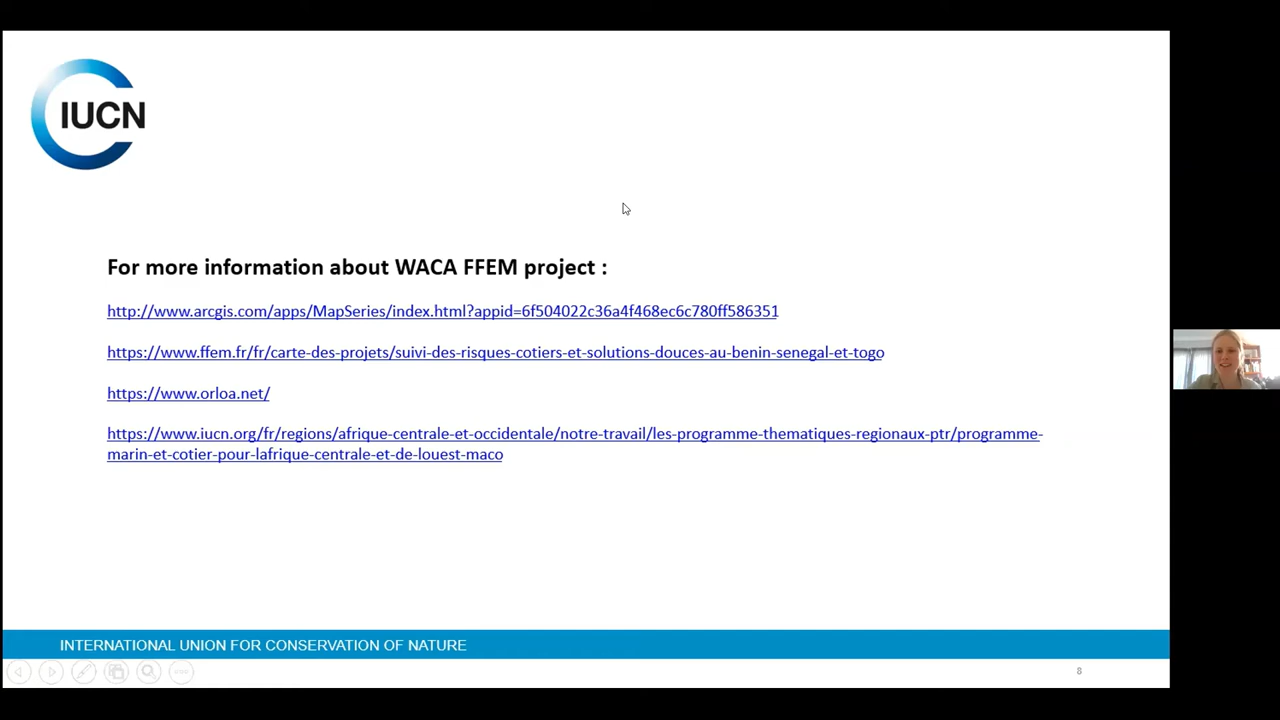 IUCN
For more information about WACA FFEM project :
http://www.arcgis.com/apps/MapSeries/index.html?appid=6f504022c36a4f468ec6c780ff586351
https://www.ffem.fr/fr/carte-des-projets/suivi-des-risques-cotiers-et-solutions-douces-au-benin-senegal-et-togo
https://www.orloa.net/
https://www.iucn.org/fr/regions/afrique-centrale-et-occidentale/notre-travail/les-programme-thematiques-regionaux-ptr/programme-
marin-et-cotier-pour-lafrique-centrale-et-de-louest-maco
INTERNATIONAL UNION FOR CONSERVATION OF NATURE
8